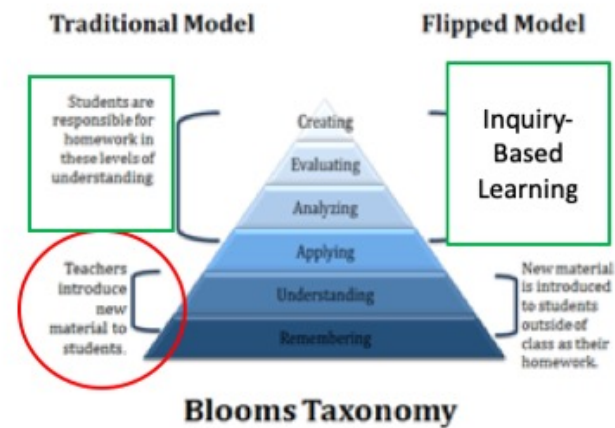 Traditional Model
Flipped Model
Students are
responsible for
homework in
these levels of
understanding
Creating
Evaluating
Analyzing
Applying
Understanding
Remembering
Inquiry-
Based
Learning
Teachers
introduce
new
material to
students.
New material
is introduced
to students
outside of
class as their
homework.
Blooms Taxonomy